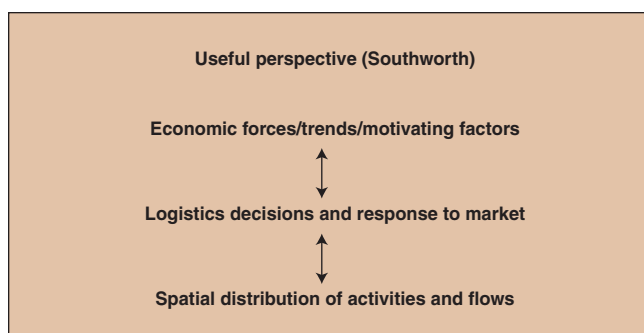 Useful perspective (Southworth)
Economic forces/trends/motivating factors
Logistics decisions and response to market
Spatial distribution of activities and flows